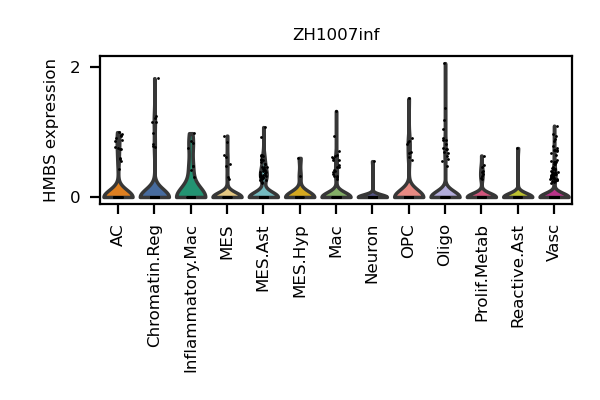 ZH1007inf
HMBS expression
2
0
AC
Chromatin.Reg
Inflammatory.Mac
MES
MES.Ast
MES.Hyp
Mac
Neuron
OPC
Oligo
Prolif.Metab
Reactive.Ast
Vasc